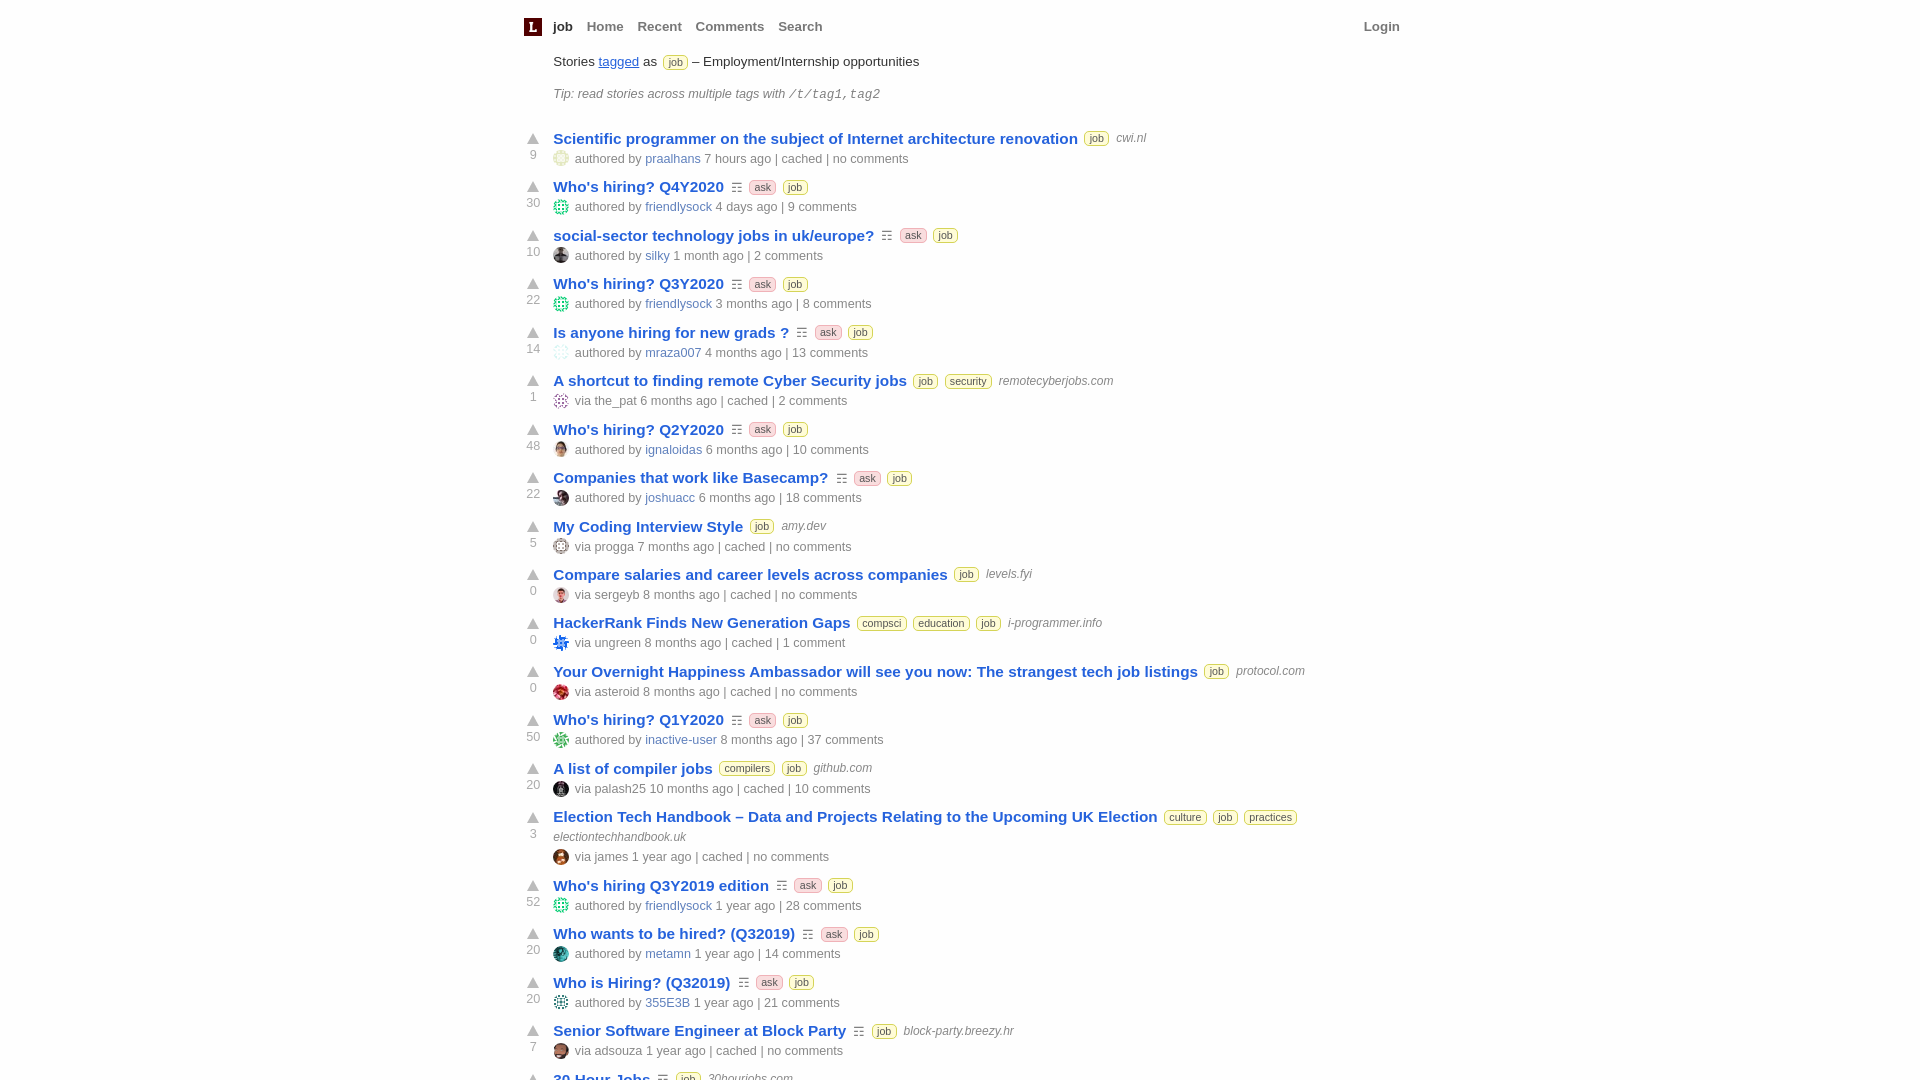 L job Home Recent Comments Search Login
Stories tagged as job – Employment/Internship opportunities
Tip: read stories across multiple tags with /t/tag1,tag2
Scientific programmer on the subject of Internet architecture renovation job cwi.nl
9
authored by praalhans 7 hours ago | cached | no comments
Who's hiring? Q4Y2020 ☶ ask job
30
authored by friendlysock 4 days ago | 9 comments
social-sector technology jobs in uk/europe? ☶ ask job
10
authored by silky 1 month ago | 2 comments
Who's hiring? Q3Y2020 ☶ ask job
22
authored by friendlysock 3 months ago | 8 comments
Is anyone hiring for new grads ? ☶ ask job
14
authored by mraza007 4 months ago | 13 comments
A shortcut to finding remote Cyber Security jobs job security remotecyberjobs.com
1
via the_pat 6 months ago | cached | 2 comments
Who's hiring? Q2Y2020 ☶ ask job
48
authored by ignaloidas 6 months ago | 10 comments
Companies that work like Basecamp? ☶ ask job
22
authored by joshuacc 6 months ago | 18 comments
My Coding Interview Style job amy.dev
5
via progga 7 months ago | cached | no comments
Compare salaries and career levels across companies job levels.fyi
0
via sergeyb 8 months ago | cached | no comments
HackerRank Finds New Generation Gaps compsci education job i-programmer.info
0
via ungreen 8 months ago | cached | 1 comment
Your Overnight Happiness Ambassador will see you now: The strangest tech job listings job protocol.com
0
via asteroid 8 months ago | cached | no comments
Who's hiring? Q1Y2020 ☶ ask job
50
authored by inactive-user 8 months ago | 37 comments
A list of compiler jobs compilers job github.com
20
via palash25 10 months ago | cached | 10 comments
Election Tech Handbook – Data and Projects Relating to the Upcoming UK Election culture job practices
3
electiontechhandbook.uk
via james 1 year ago | cached | no comments
Who's hiring Q3Y2019 edition ☶ ask job
52
authored by friendlysock 1 year ago | 28 comments
Who wants to be hired? (Q32019) ☶ ask job
20
authored by metamn 1 year ago | 14 comments
Who is Hiring? (Q32019) ☶ ask job
20
authored by 355E3B 1 year ago | 21 comments
Senior Software Engineer at Block Party ☶ job block-party.breezy.hr
7
via adsouza 1 year ago | cached | no comments
30 Hour Jobs ☶ job 30hourjobs.com